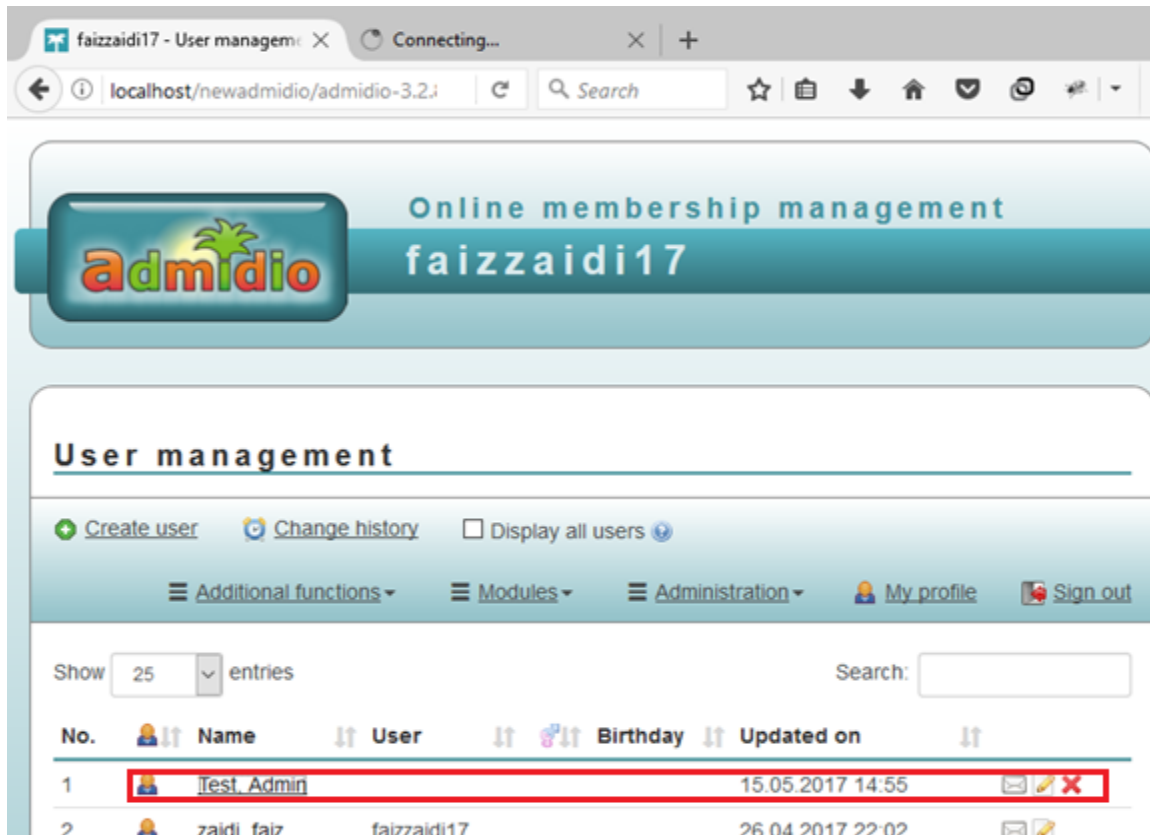 faizzaidi17 - User manageme
Connecting...
localhost/newadmidio/admidio-3.2.
Search
Online membership management
admidio
faizzaidi17
User management
Create user Change history Display all users
Additional functions Modules Administration My profile Sign out
Show 25 entries Search:
No. Name User Birthday Updated on
1 Test, Admin 15.05.2017 14:55
2 zaidi, faiz faizzaidi17 26.04.2017 22:02